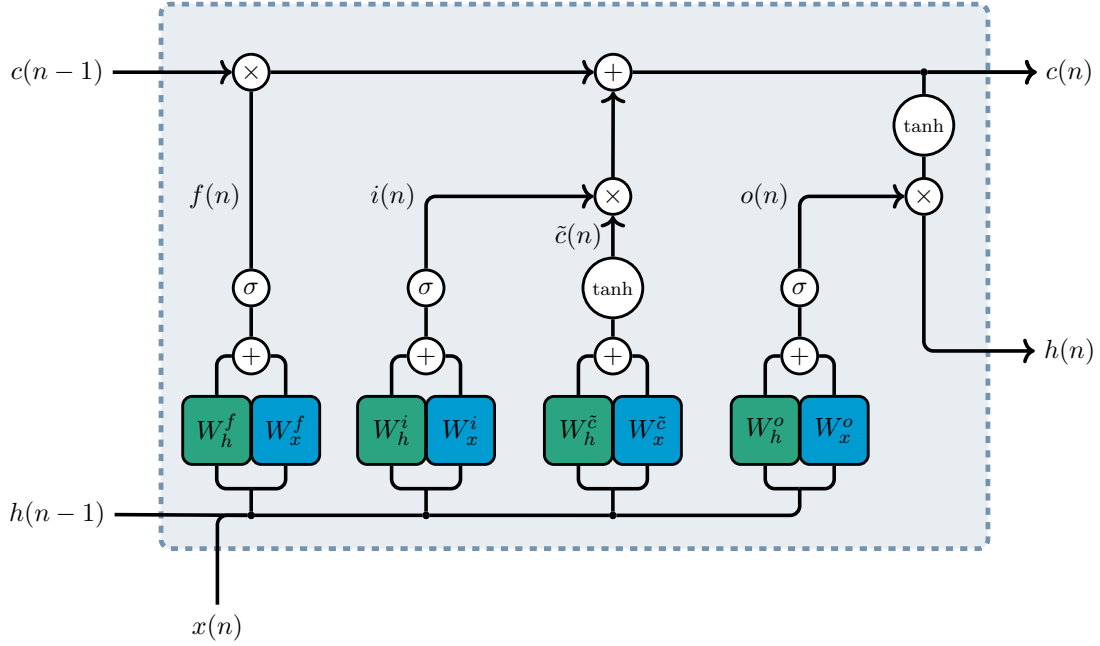 c(n − 1) × + c(n)
tanh
f(n) i(n) × o(n) ×
c̃(n)
σ σ tanh σ
+ + + + h(n)
W_h^f W_x^f W_h^i W_x^i W_h^c̃ W_x^c̃ W_h^o W_x^o
h(n−1)
x(n)